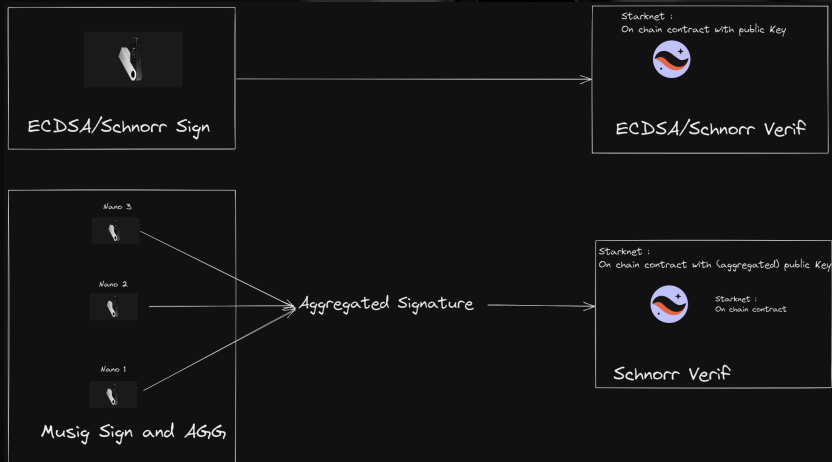 Starknet :
On chain contract with public Key
ECDSA/Schnorr Sign
ECDSA/Schnorr Verif
Nano 3
Nano 2
Nano 1
Musig Sign and AGG
Aggregated Signature
Starknet :
On chain contract with (aggregated) public Key
Starknet :
On chain contract
Schnorr Verif